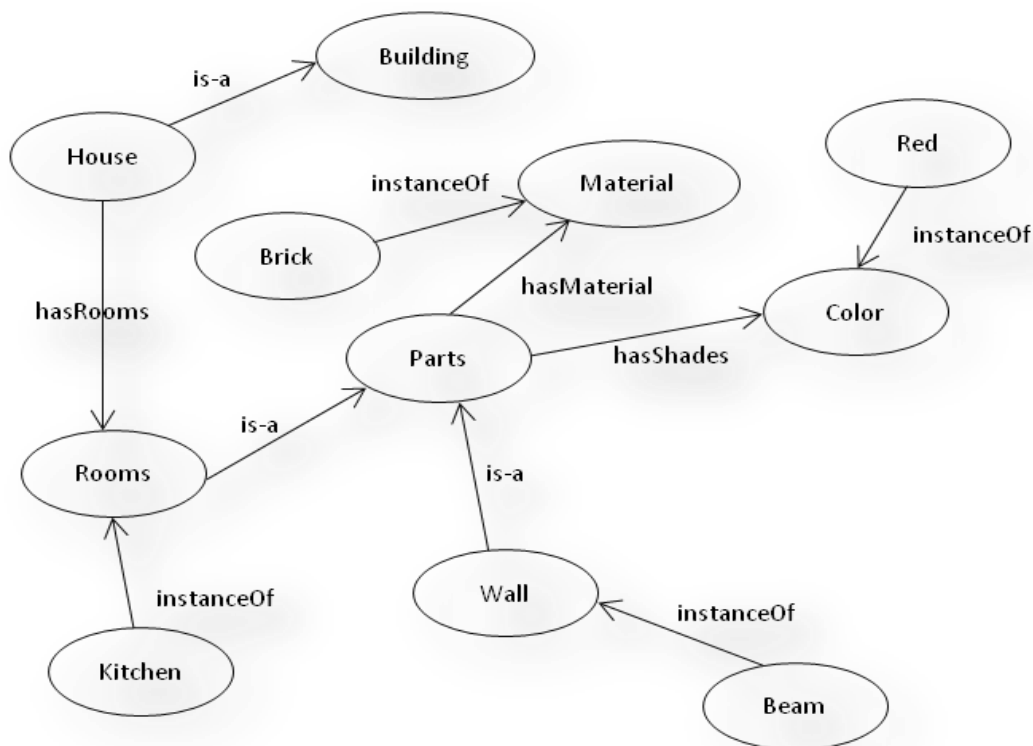 Building
is-a
House
Red
instanceOf
Material
instanceOf
Brick
hasMaterial
hasRooms
Color
Parts
hasShades
is-a
Rooms
is-a
Wall
instanceOf
instanceOf
Kitchen
Beam